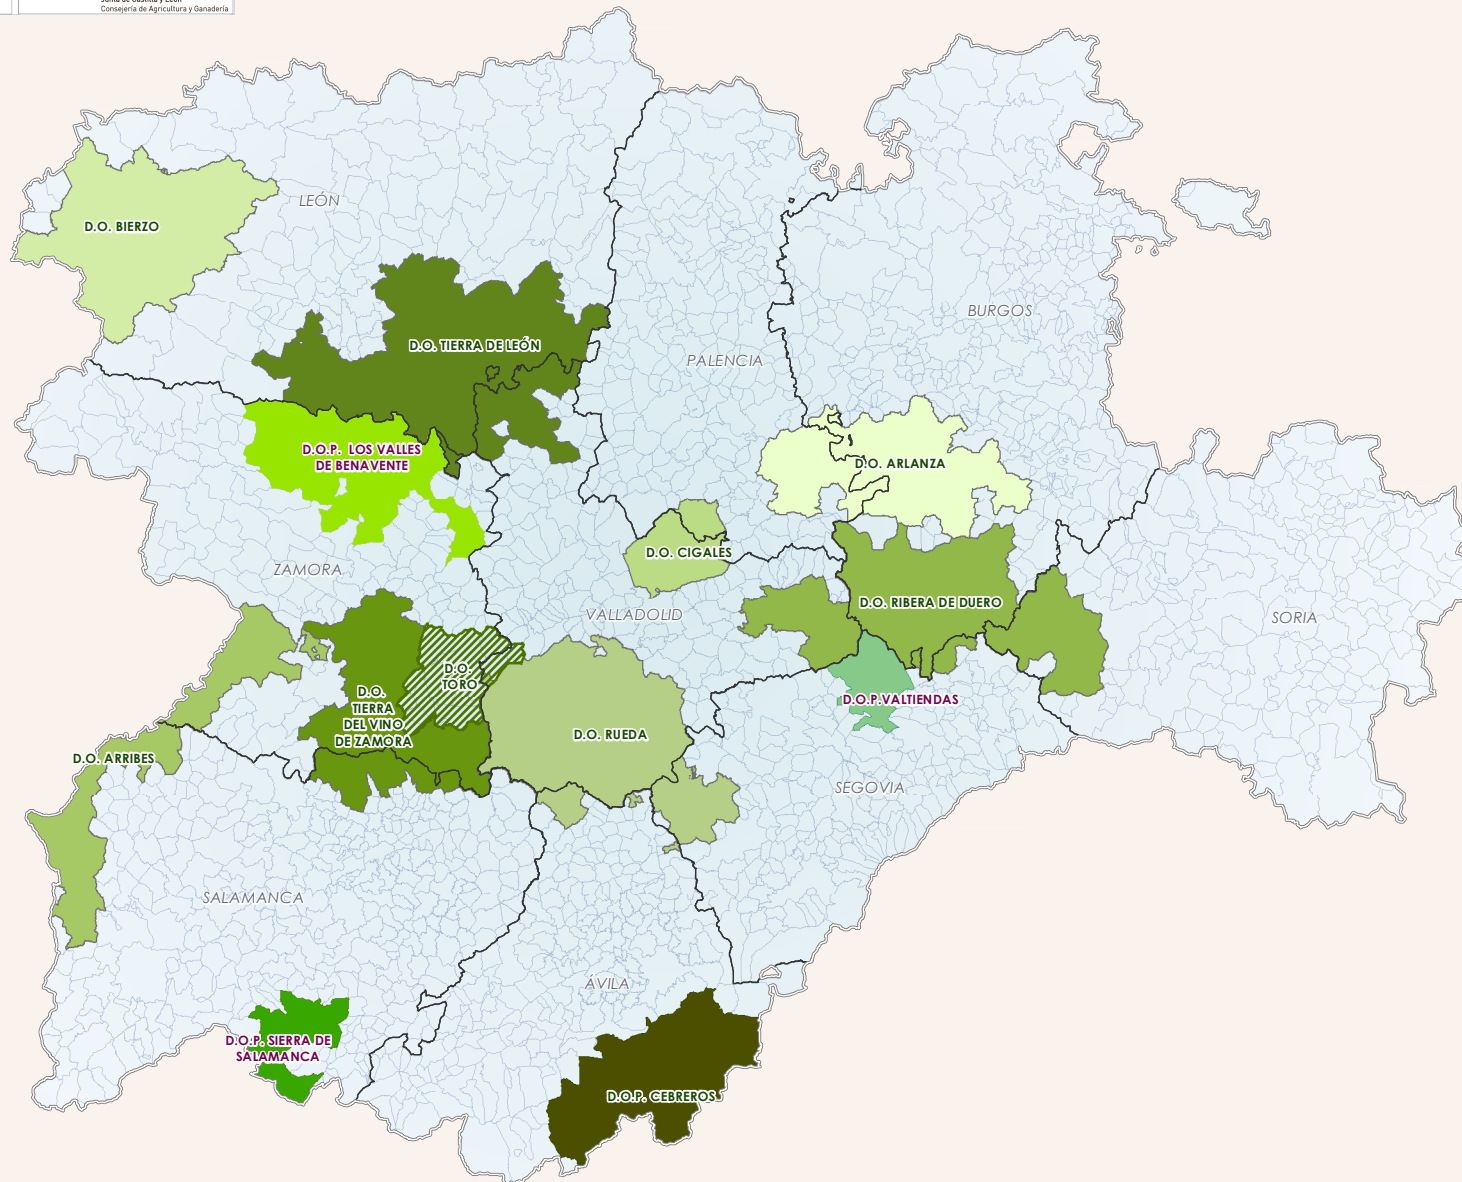 Consejería de Agricultura y Ganadería
LEÓN
D.O. BIERZO
BURGOS
D.O. TIERRA DE LEÓN
PALENCIA
D.O.P. LOS VALLES
DE BENAVENTE
D.O. ARLANZA
D.O. CIGALES
ZAMORA
D.O. RIBERA DE DUERO
VALLADOLID
SORIA
D.O.
TORO
D.O.
TIERRA
DEL VINO
DE ZAMORA
D.O.P.VALTIENDAS
D.O. RUEDA
D.O. ARRIBES
SEGOVIA
SALAMANCA
ÁVILA
D.O.P. SIERRA DE
SALAMANCA
D.O.P. CEBREROS